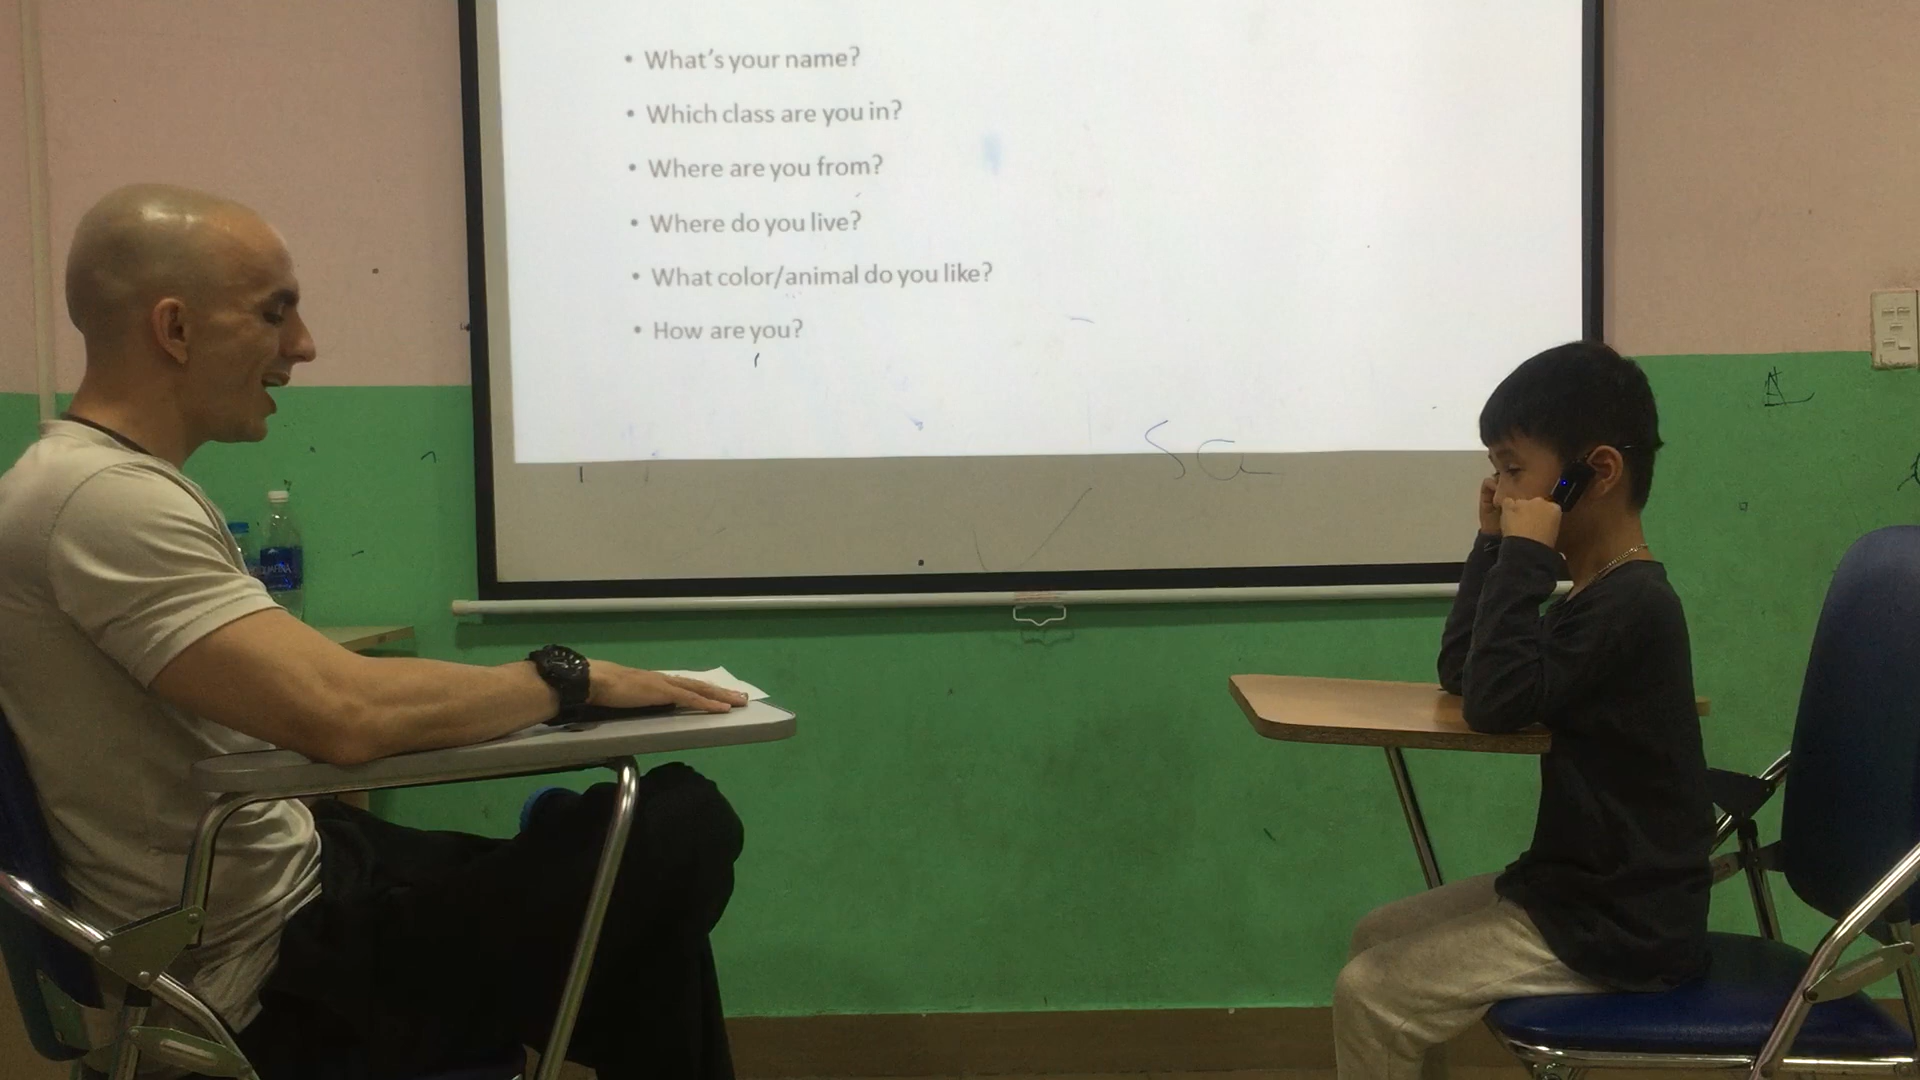 • What's your name?
• Which class are you in?
• Where are you from?
• Where do you live?
• What color/animal do you like?
• How are you?
Sa